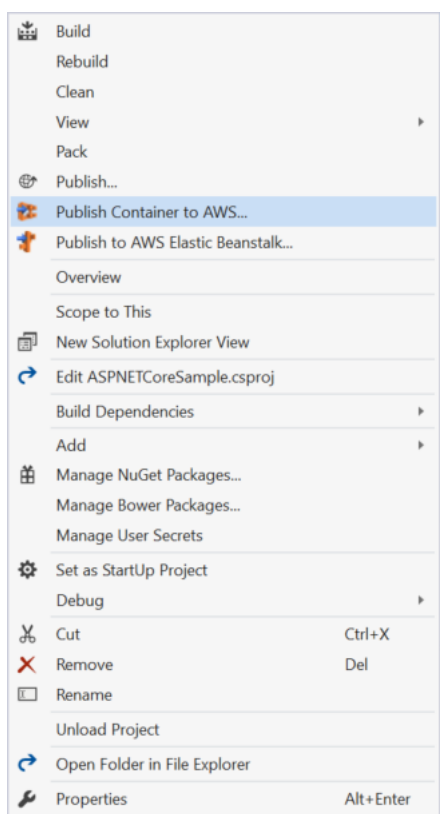 Build
Rebuild
Clean
View
Pack
Publish...
Publish Container to AWS...
Publish to AWS Elastic Beanstalk...
Overview
Scope to This
New Solution Explorer View
Edit ASPNETCoreSample.csproj
Build Dependencies
Add
Manage NuGet Packages...
Manage Bower Packages...
Manage User Secrets
Set as StartUp Project
Debug
Cut Ctrl+X
Remove Del
Rename
Unload Project
Open Folder in File Explorer
Properties Alt+Enter